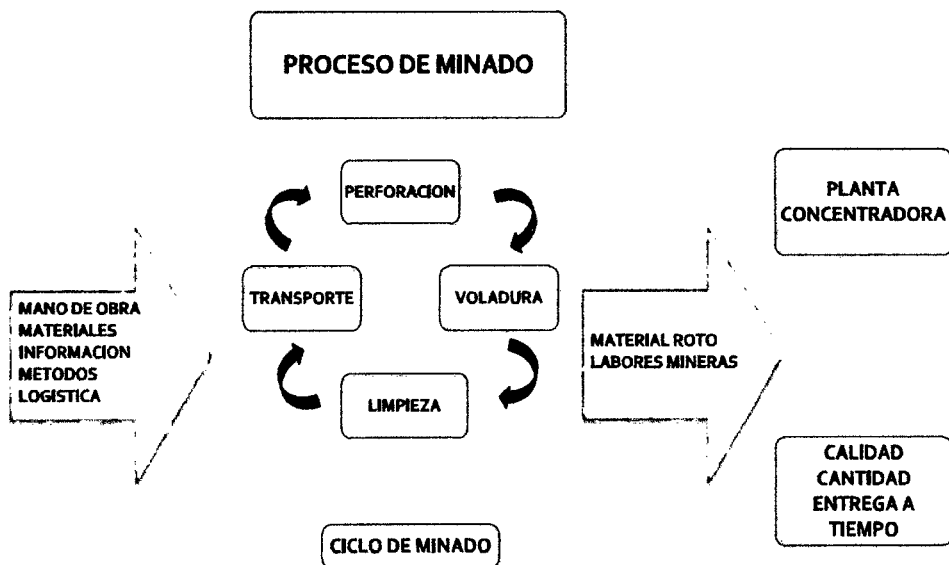 PROCESO DE MINADO
PERFORACION
TRANSPORTE
VOLADURA
LIMPIEZA
CICLO DE MINADO
MANO DE OBRA
MATERIALES
INFORMACION
METODOS
LOGISTICA
MATERIAL ROTO
LABORES MINERAS
PLANTA
CONCENTRADORA
CALIDAD
CANTIDAD
ENTREGA A
TIEMPO